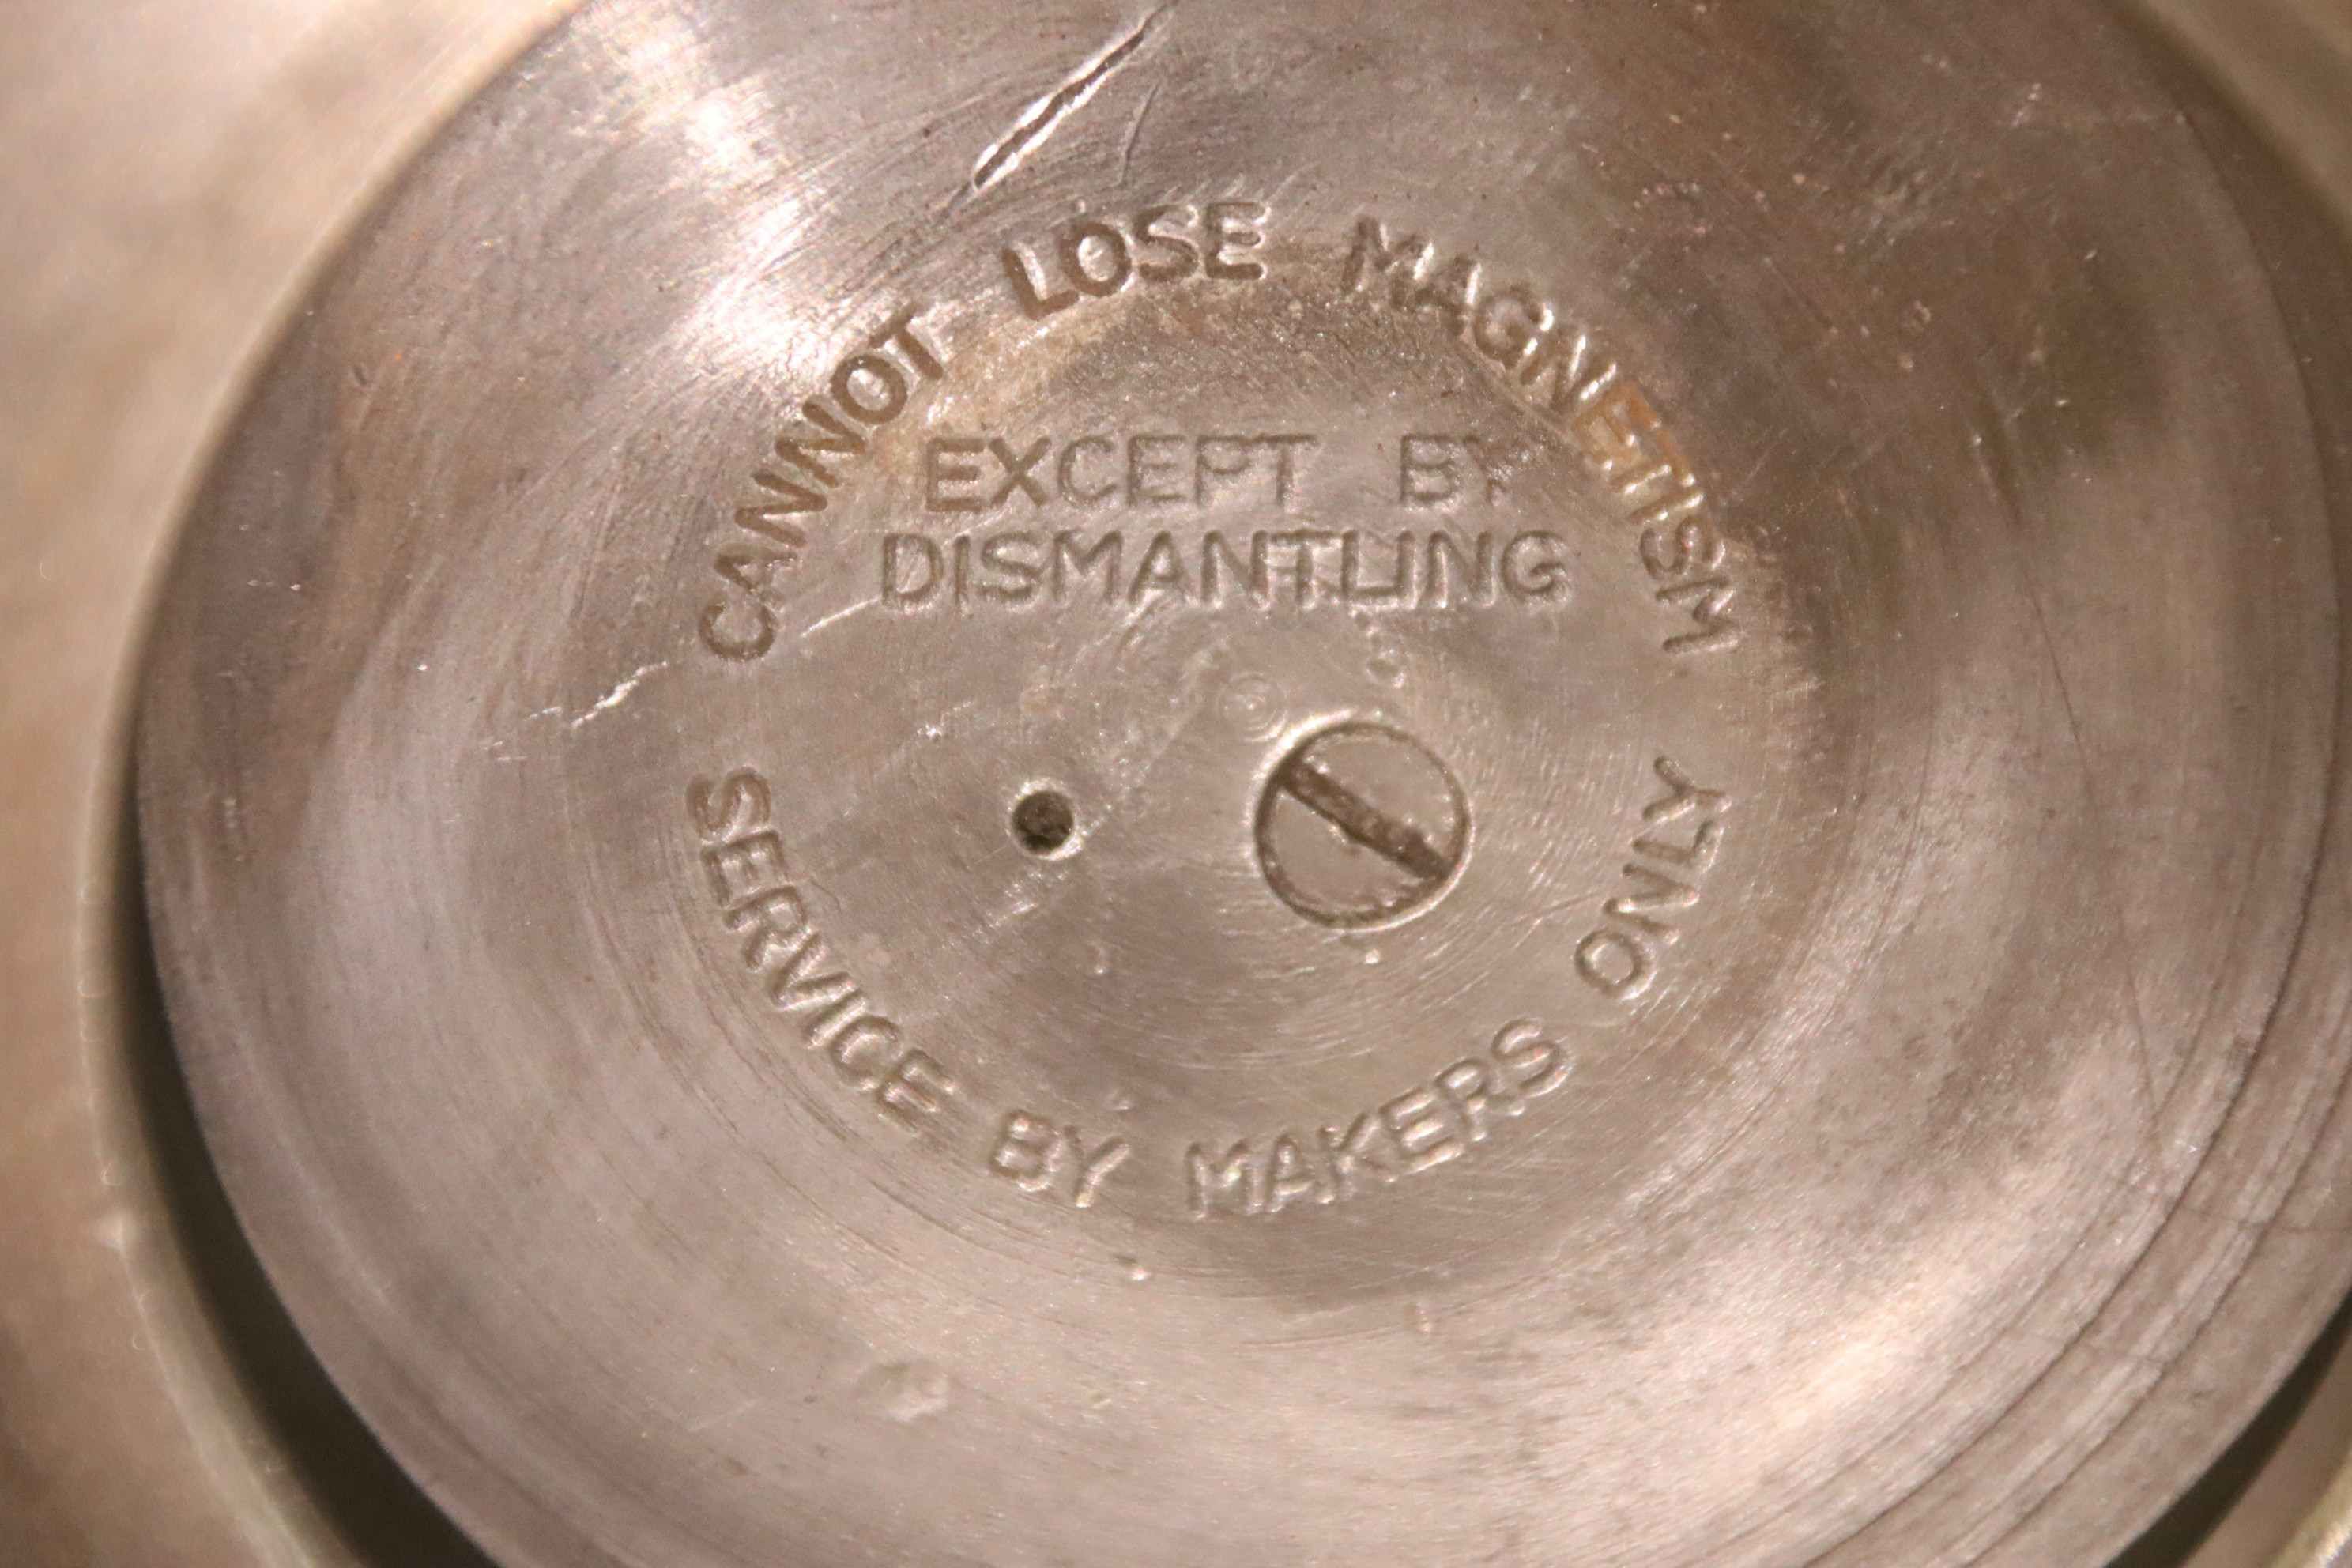 CANNOT LOSE MAGNETISM
EXCEPT BY
DISMANTLING
SERVICE BY MAKERS ONLY